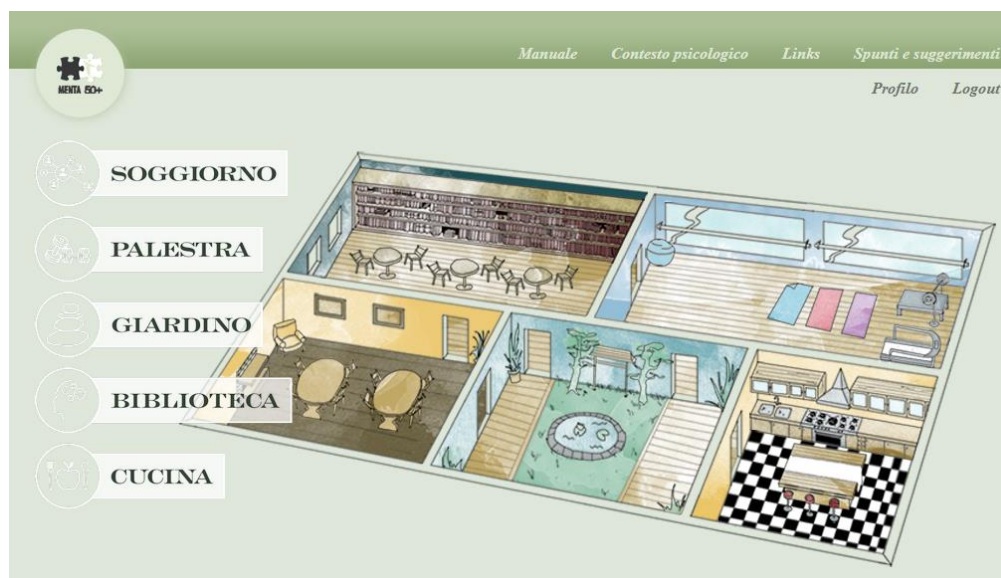 Manuale Contesto psicologico Links Spunti e suggerimenti
MENTA 50+
Profilo Logout
SOGGIORNO
PALESTRA
GIARDINO
BIBLIOTECA
CUCINA